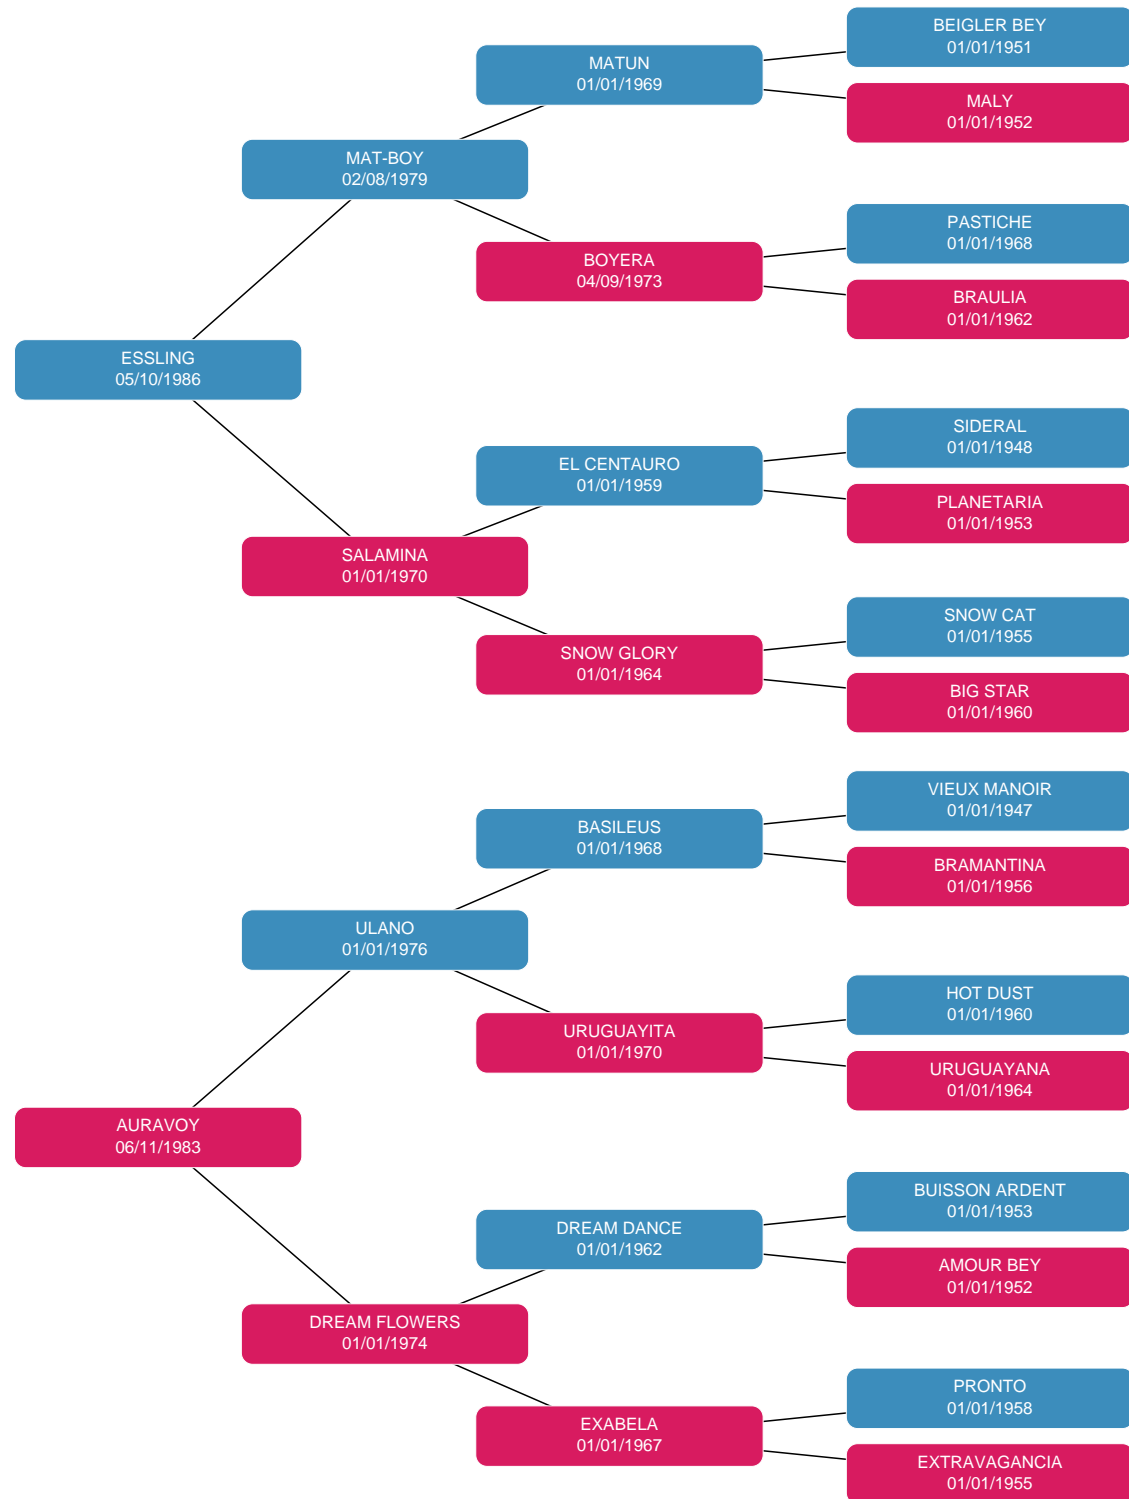 BEIGLER BEY
01/01/1951
MATUN
01/01/1969
MALY
01/01/1952
MAT-BOY
02/08/1979
PASTICHE
01/01/1968
BOYERA
04/09/1973
BRAULIA
01/01/1962
ESSLING
05/10/1986
SIDERAL
01/01/1948
EL CENTAURO
01/01/1959
PLANETARIA
01/01/1953
SALAMINA
01/01/1970
SNOW CAT
01/01/1955
SNOW GLORY
01/01/1964
BIG STAR
01/01/1960
VIEUX MANOIR
01/01/1947
BASILEUS
01/01/1968
BRAMANTINA
01/01/1956
ULANO
01/01/1976
HOT DUST
01/01/1960
URUGUAYITA
01/01/1970
URUGUAYANA
01/01/1964
AURAVOY
06/11/1983
BUISSON ARDENT
01/01/1953
DREAM DANCE
01/01/1962
AMOUR BEY
01/01/1952
DREAM FLOWERS
01/01/1974
PRONTO
01/01/1958
EXABELA
01/01/1967
EXTRAVAGANCIA
01/01/1955